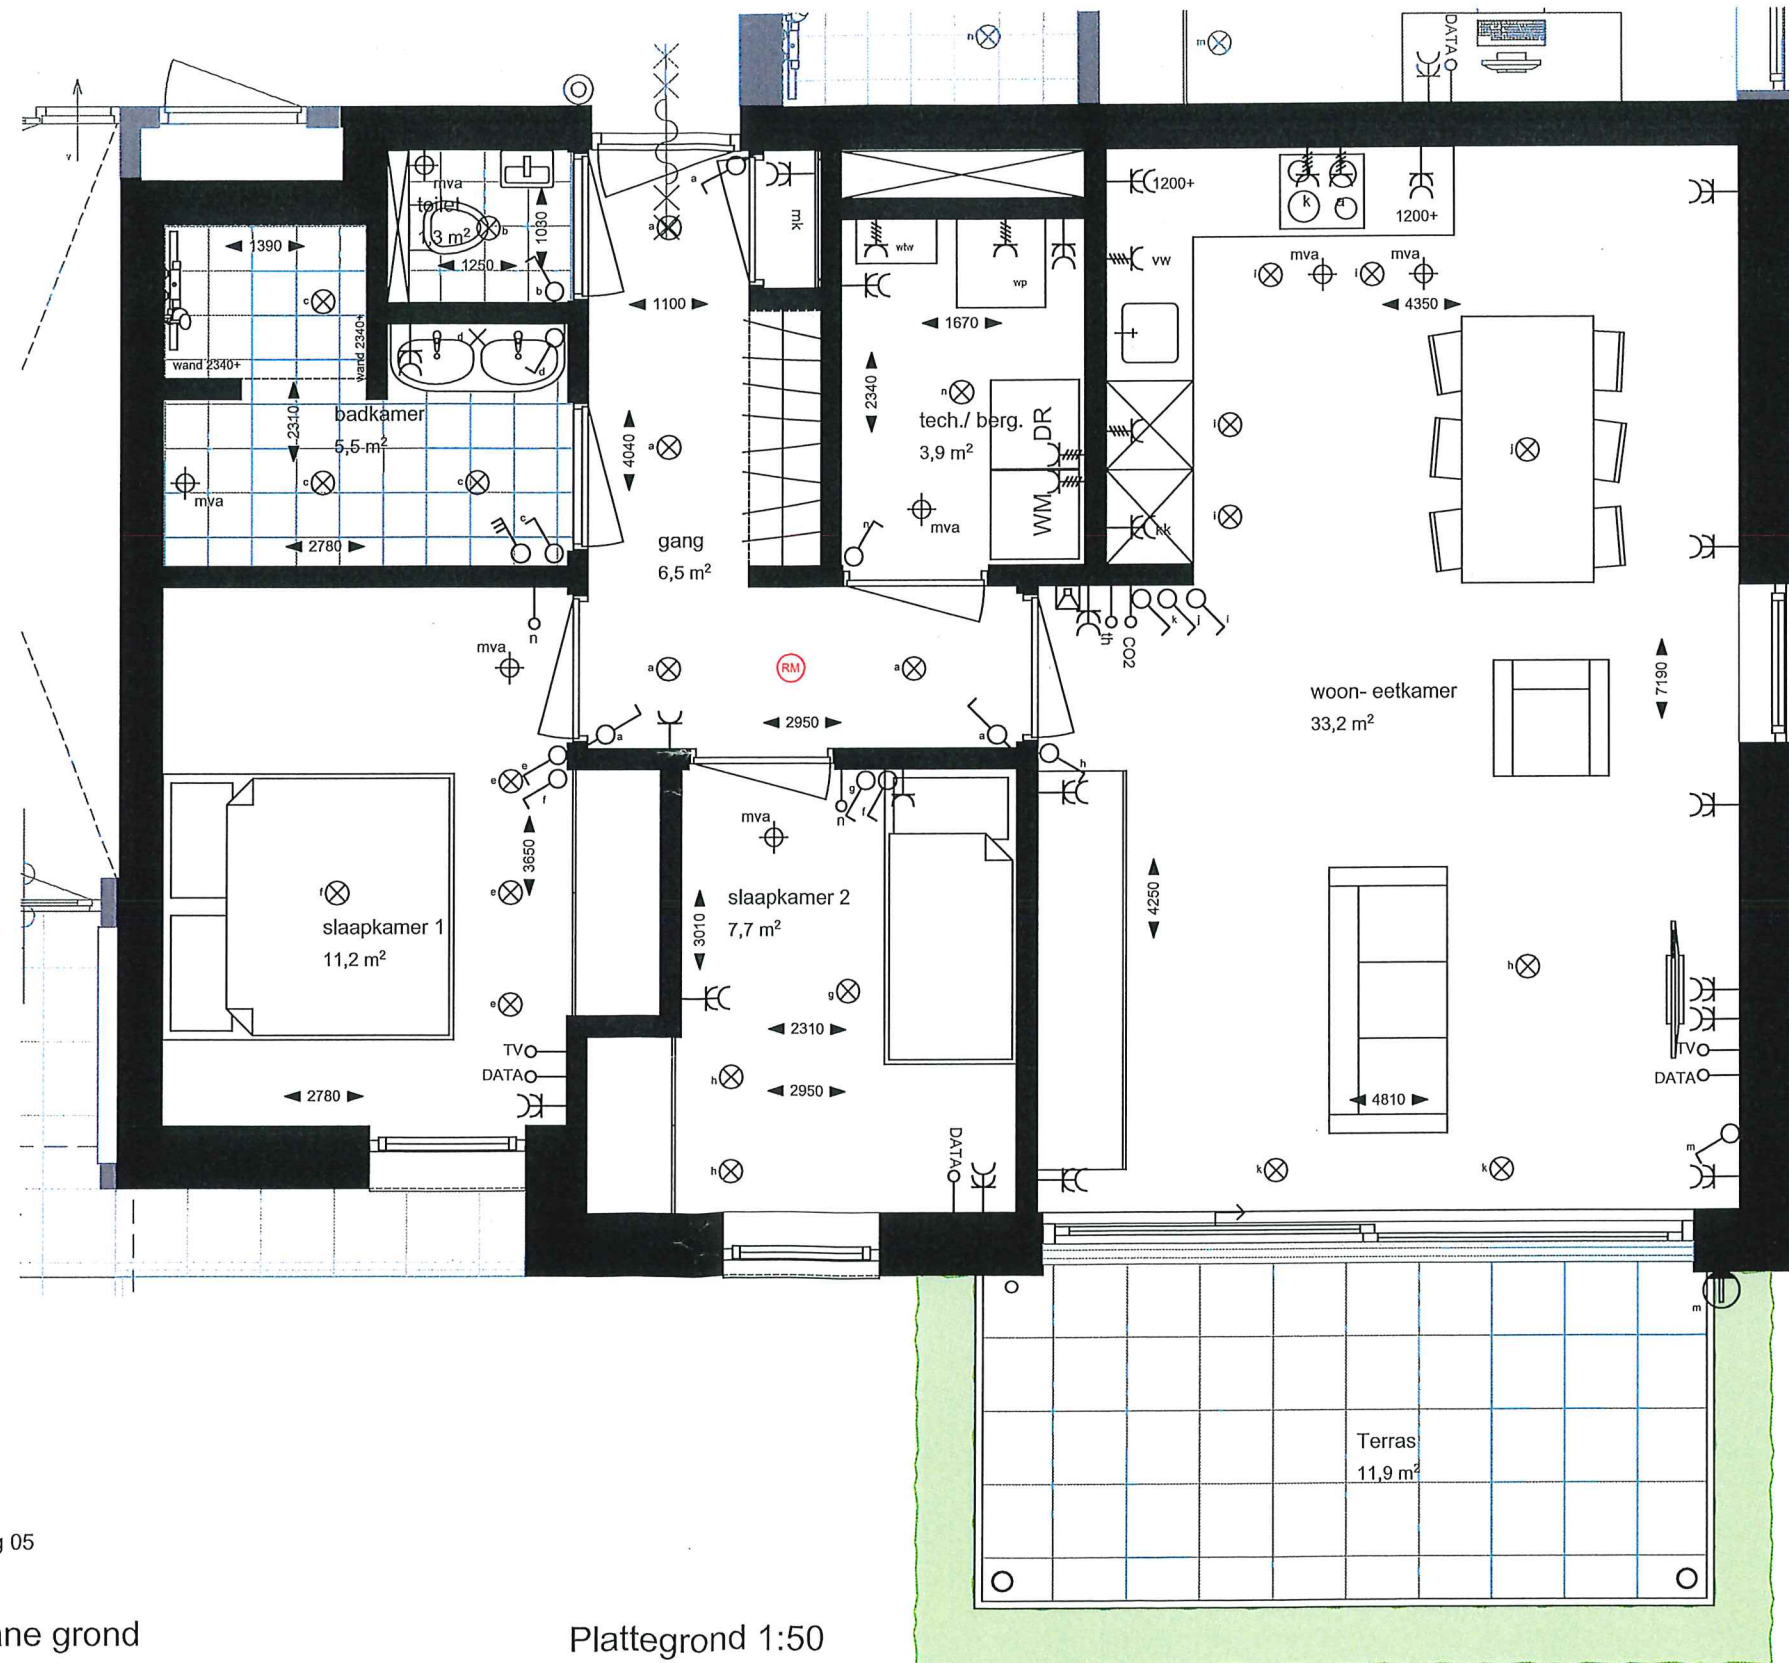 n
m
DATA
v
mva
toilet
1,3 m²
b
1030
1250
b
a
mk
a
1200+
k
a
1200+
1390
c
wand 2340+
wand 2340+
d
d
1100
wtw
wp
vw
i
mva
i
mva
4350
1670
2340
n
tech./ berg.
3,9 m²
DR
WM
mva
n
2310
badkamer
5,5 m²
mva
c
c
c
2780
4040
a
gang
6,5 m²
i
i
kk
j
n
mva
a
RM
a
2950
a
a
th
CO2
k
j
i
woon- eetkamer
33,2 m²
7190
h
e
e
f
3650
e
f
slaapkamer 1
11,2 m²
e
TV
DATA
2780
mva
n
g
f
slaapkamer 2
7,7 m²
3010
g
2310
h
2950
h
DATA
4250
h
TV
DATA
4810
m
k
k
m
Terras
11,9 m²
g 05
ane grond
Plattegrond 1:50